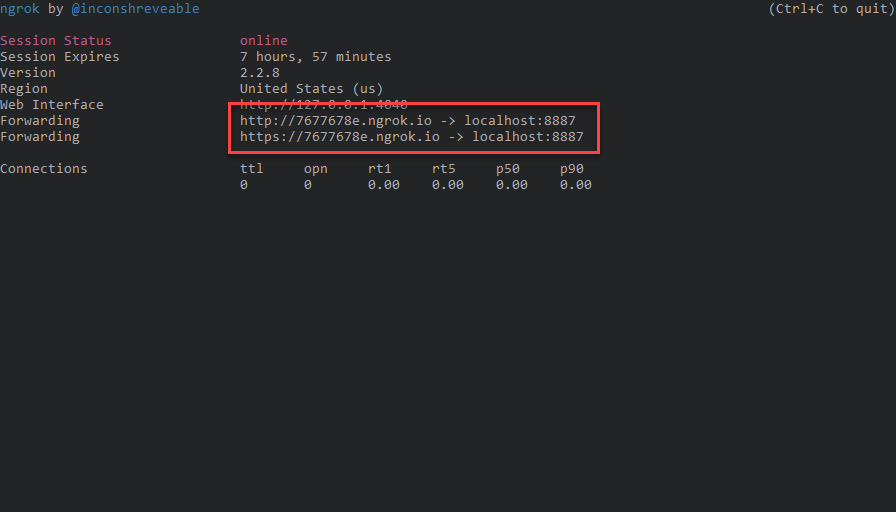 ngrok by @inconshreveable (Ctrl+C to quit)
Session Status online
Session Expires 7 hours, 57 minutes
Version 2.2.8
Region United States (us)
Web Interface http://127.0.0.1:4040
Forwarding http://7677678e.ngrok.io -> localhost:8887
Forwarding https://7677678e.ngrok.io -> localhost:8887
Connections ttl opn rt1 rt5 p50 p90
0 0 0.00 0.00 0.00 0.00